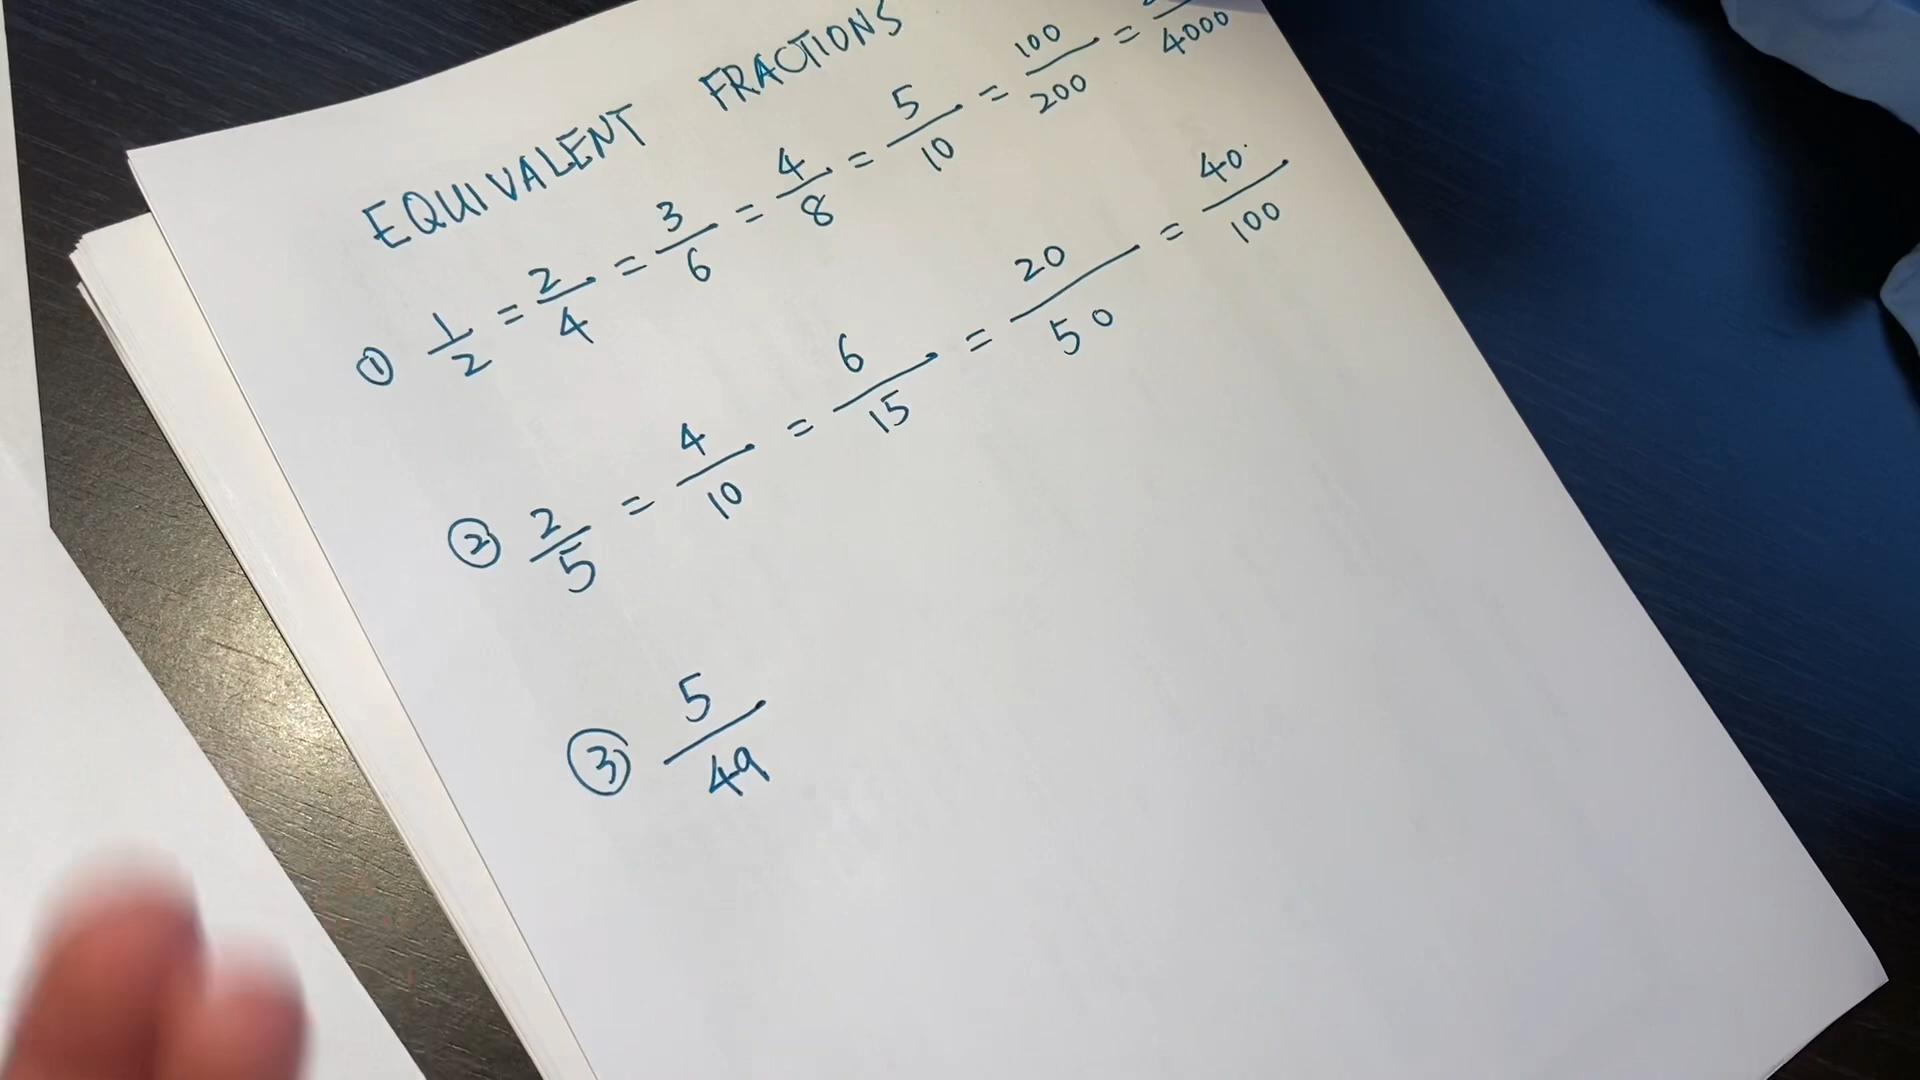 EQUIVALENT FRACTIONS
① 1/2 = 2/4 = 3/6 = 4/8 = 5/10 = 100/200 = /4000
② 2/5 = 4/10 = 6/15 = 20/50 = 40/100
③ 5/49